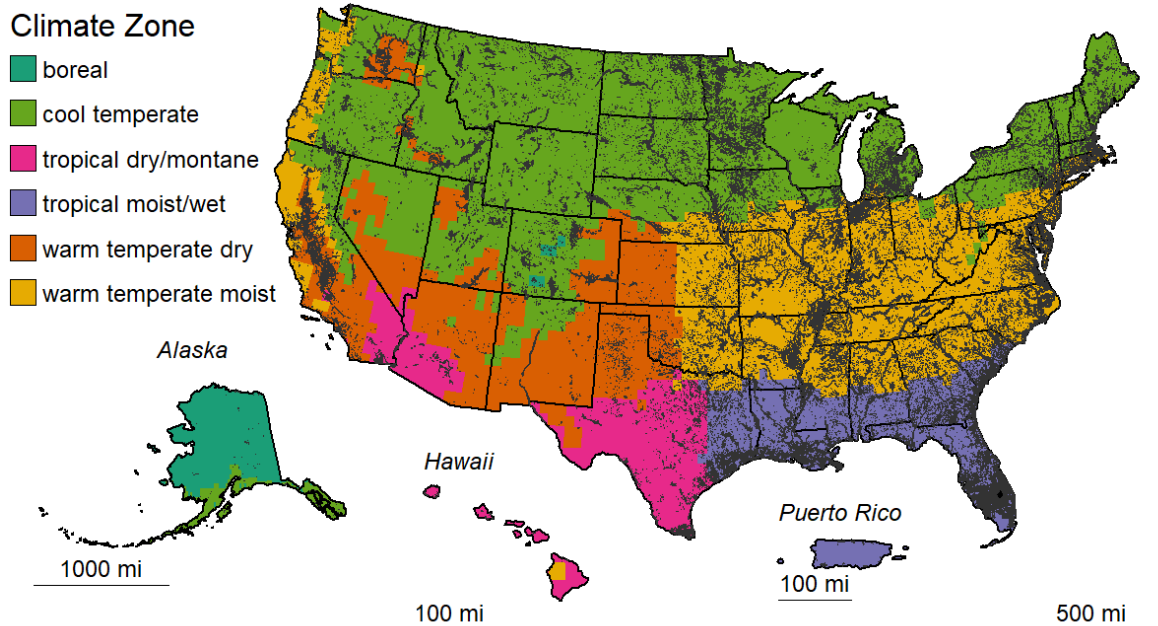 Climate Zone
boreal
cool temperate
tropical dry/montane
tropical moist/wet
warm temperate dry
warm temperate moist
Alaska
Hawaii
Puerto Rico
1000 mi
100 mi
100 mi
500 mi